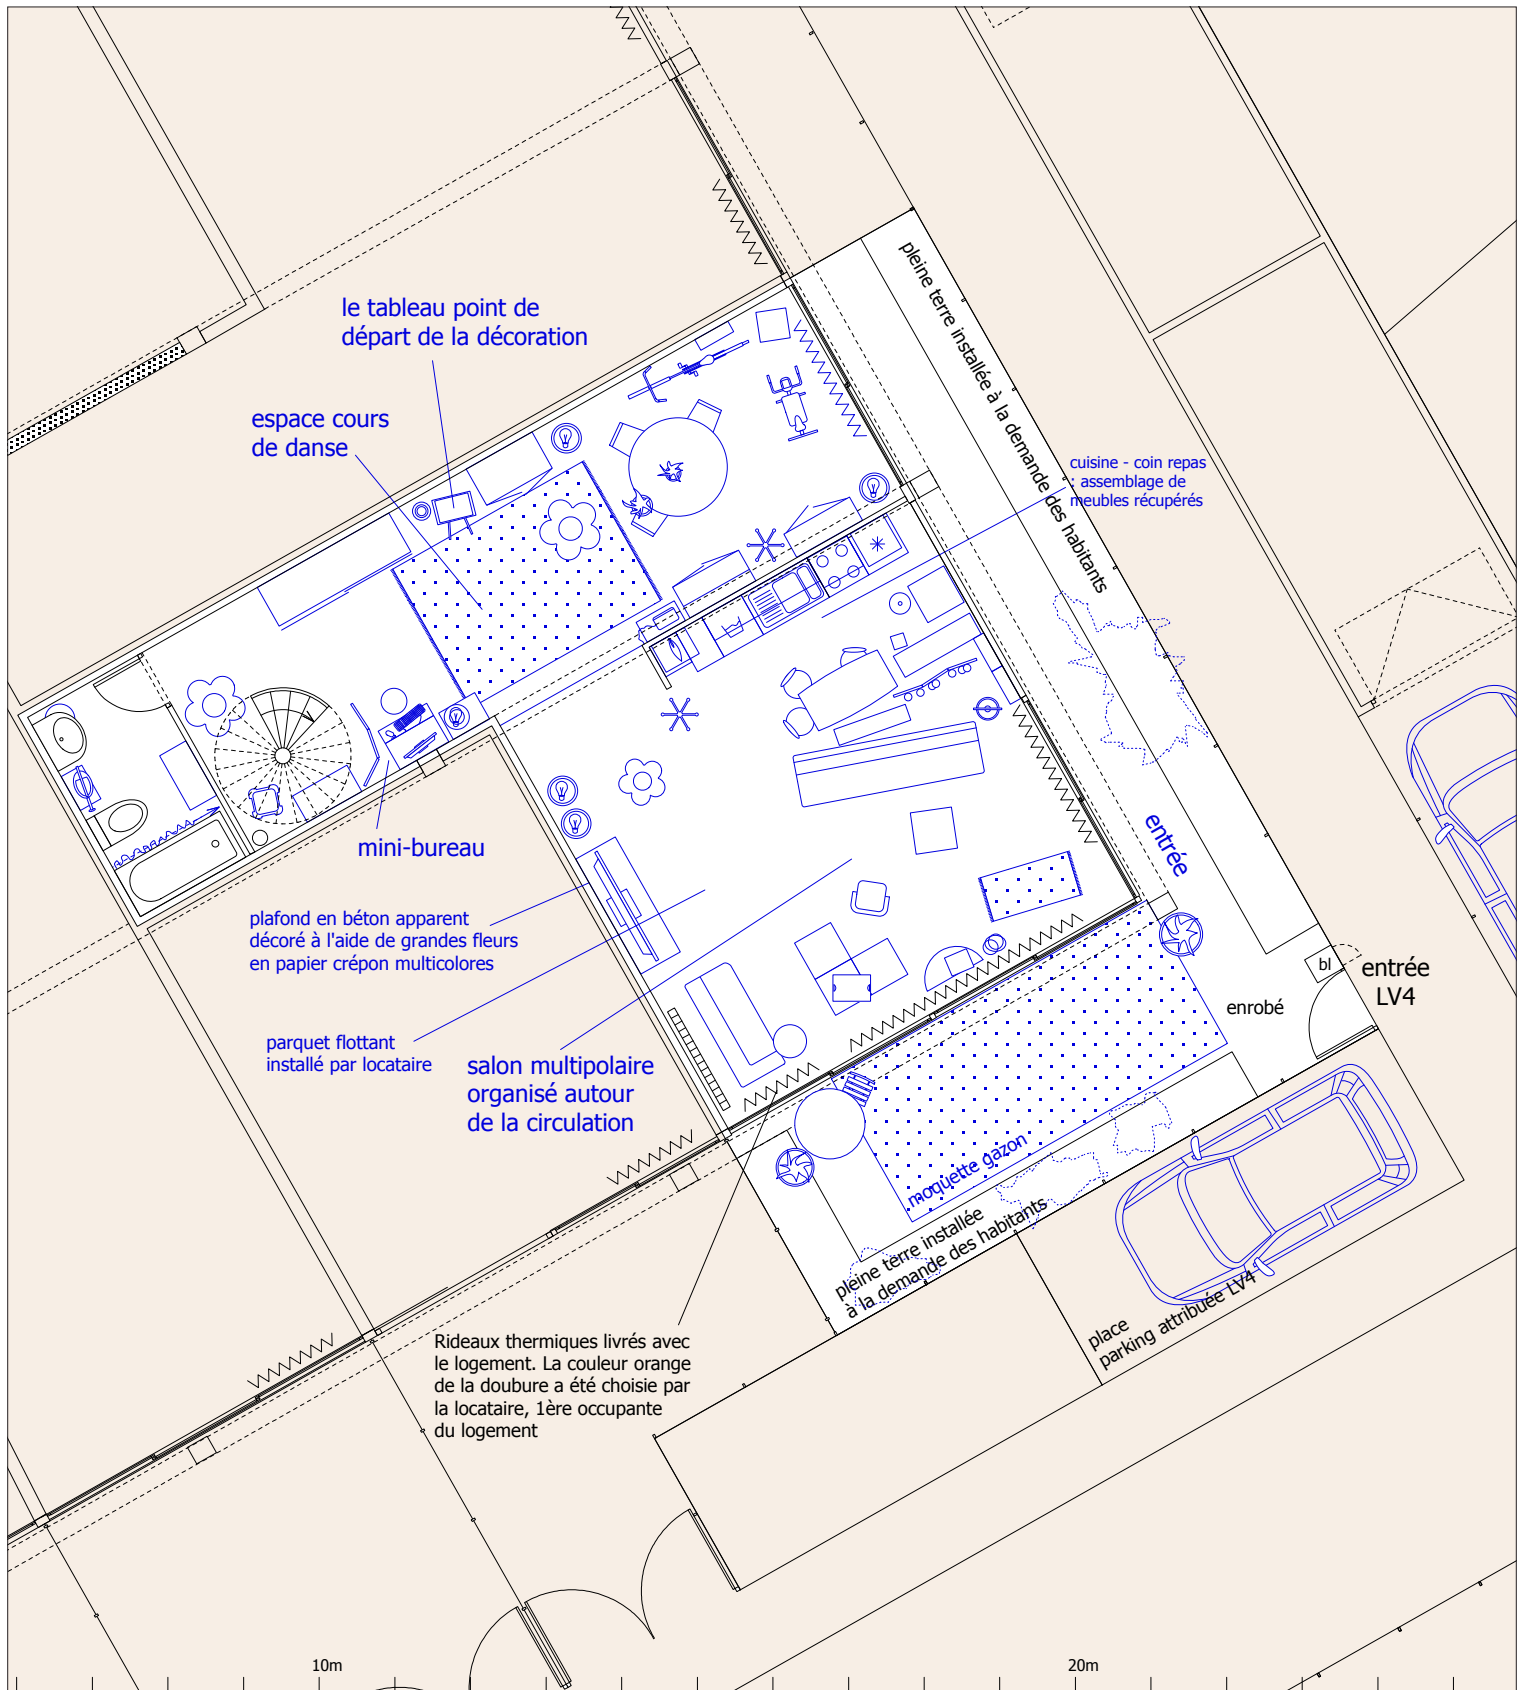 le tableau point de
départ de la décoration
espace cours
de danse
pleine terre installée à la demande des habitants
cuisine - coin repas
: assemblage de
meubles récupérés
mini-bureau
entrée
plafond en béton apparent
décoré à l'aide de grandes fleurs
en papier crépon multicolores
bl
entrée
LV4
enrobé
parquet flottant
installé par locataire
salon multipolaire
organisé autour
de la circulation
moquette gazon
pleine terre installée
à la demande des habitants
place
parking attribuée LV4
Rideaux thermiques livrés avec
le logement. La couleur orange
de la doubure a été choisie par
la locataire, 1ère occupante
du logement
10m
20m